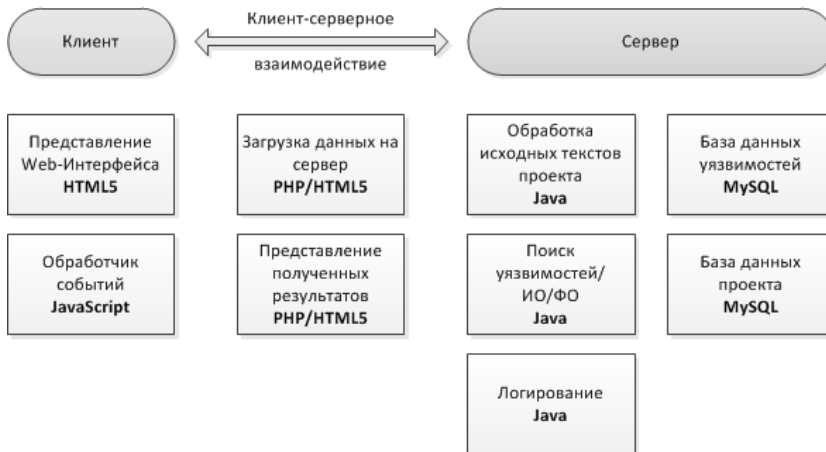 Клиент
Клиент-серверное
взаимодействие
Сервер
Представление
Web-Интерфейса
HTML5
Загрузка данных на
сервер
PHP/HTML5
Обработка
исходных текстов
проекта
Java
База данных
уязвимостей
MySQL
Обработчик
событий
JavaScript
Представление
полученных
результатов
PHP/HTML5
Поиск
уязвимостей/
ИО/ФО
Java
База данных
проекта
MySQL
Логирование
Java